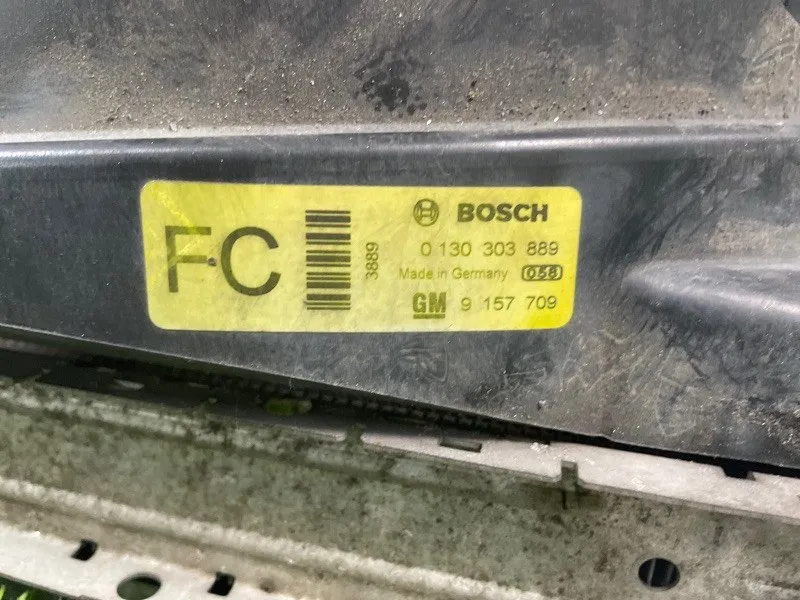 FC
3889
BOSCH
0 130 303 889
Made in Germany 058
GM 9 157 709